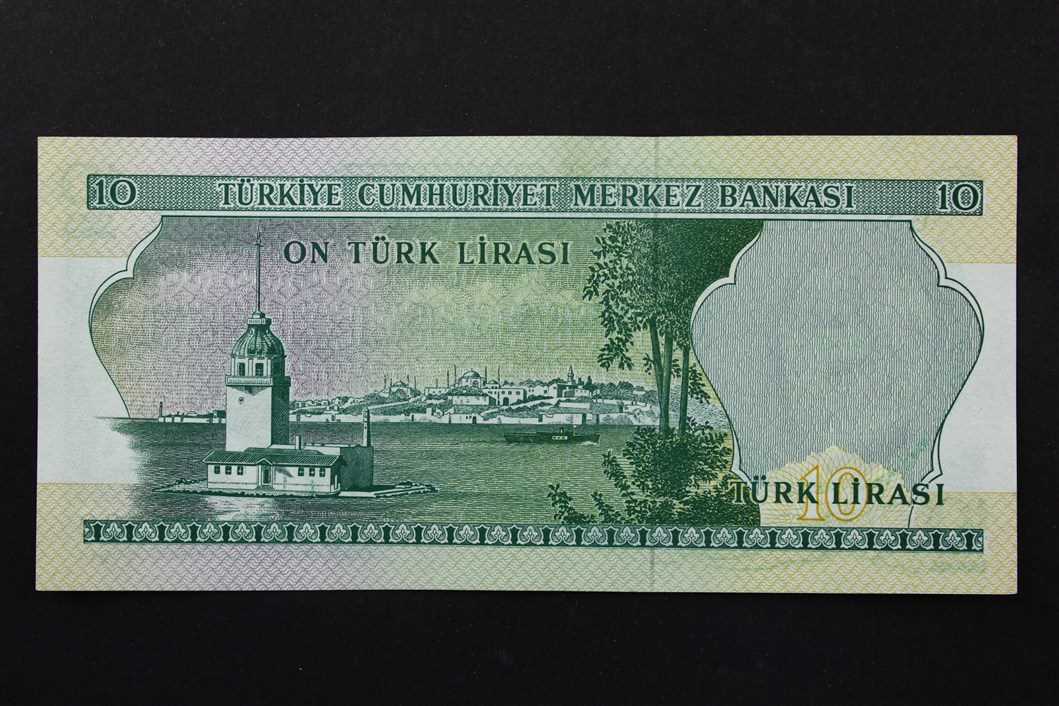 10 TÜRKİYE CUMHURİYET MERKEZ BANKASI 10
ON TÜRK LİRASI
10
TÜRK LİRASI